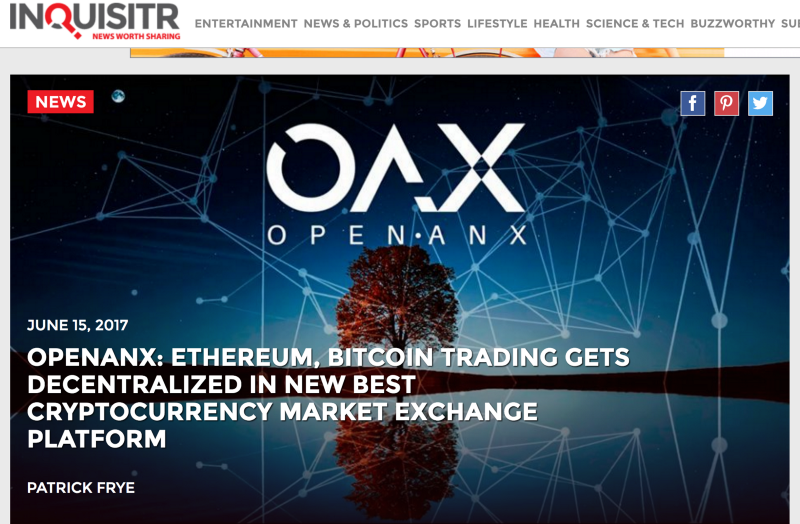 INQUISITR
NEWS WORTH SHARING
ENTERTAINMENT NEWS & POLITICS SPORTS LIFESTYLE HEALTH SCIENCE & TECH BUZZWORTHY SU
NEWS
OAX
OPEN·ANX
JUNE 15, 2017
OPENANX: ETHEREUM, BITCOIN TRADING GETS
DECENTRALIZED IN NEW BEST
CRYPTOCURRENCY MARKET EXCHANGE
PLATFORM
PATRICK FRYE